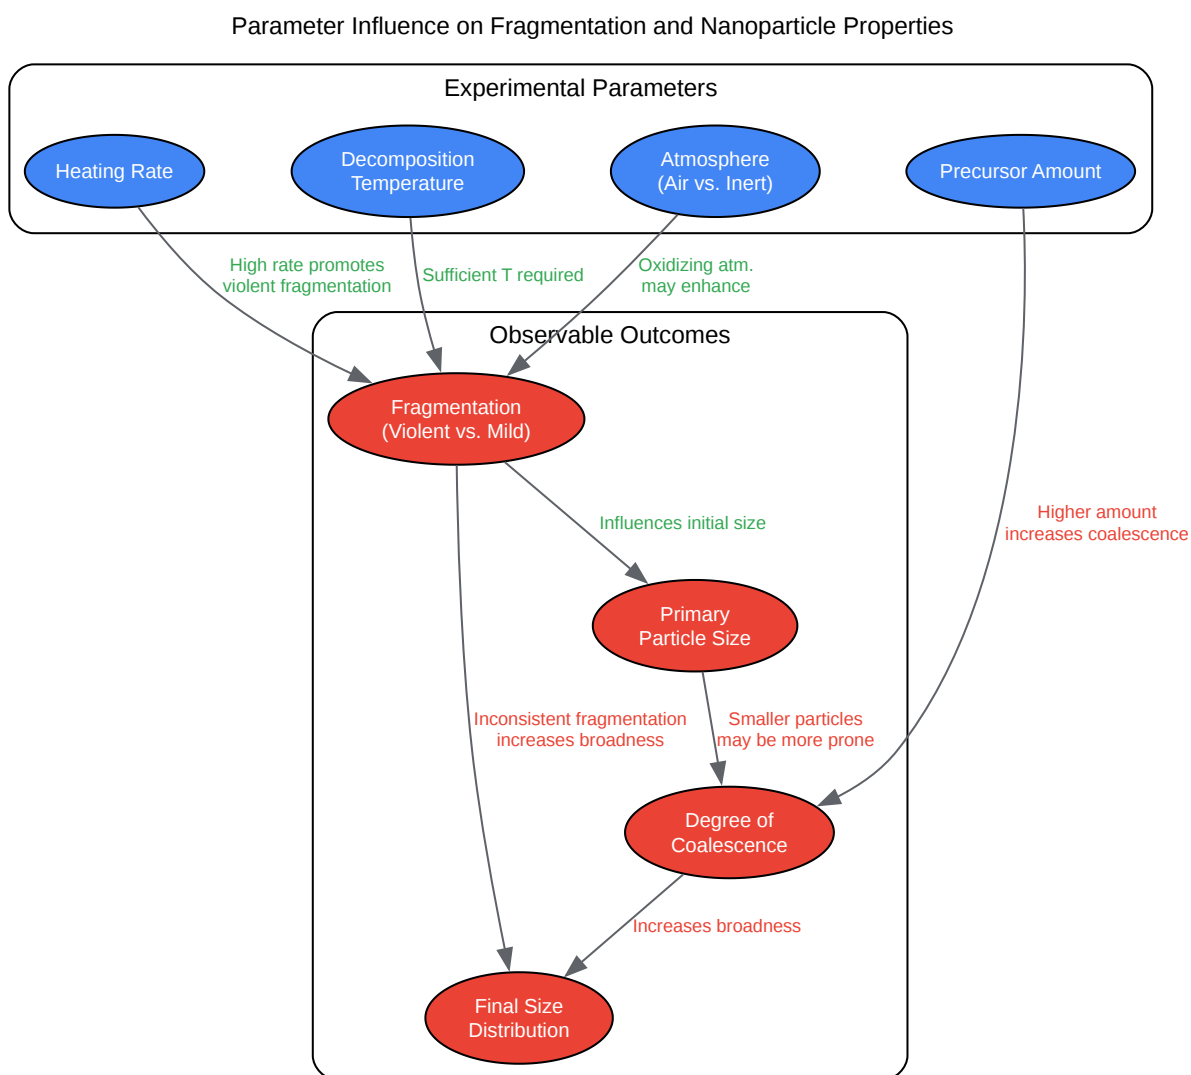 Parameter Influence on Fragmentation and Nanoparticle Properties
Experimental Parameters
Heating Rate
Decomposition
Temperature
Atmosphere
(Air vs. Inert)
Precursor Amount
High rate promotes
violent fragmentation
Sufficient T required
Oxidizing atm.
may enhance
Observable Outcomes
Fragmentation
(Violent vs. Mild)
Influences initial size
Higher amount
increases coalescence
Primary
Particle Size
Inconsistent fragmentation
increases broadness
Smaller particles
may be more prone
Degree of
Coalescence
Increases broadness
Final Size
Distribution